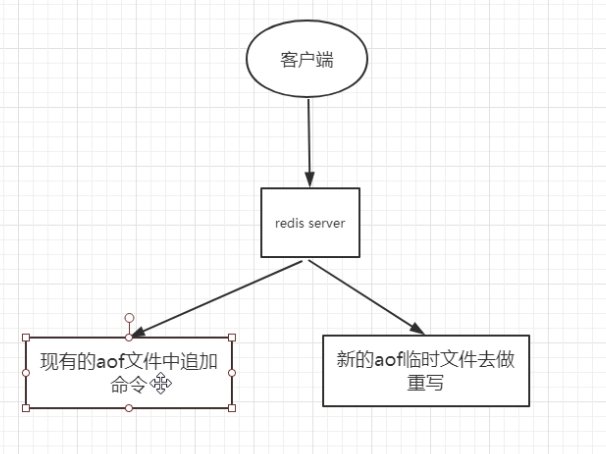 客户端
redis server
现有的aof文件中追加
命令
新的aof临时文件去做
重写